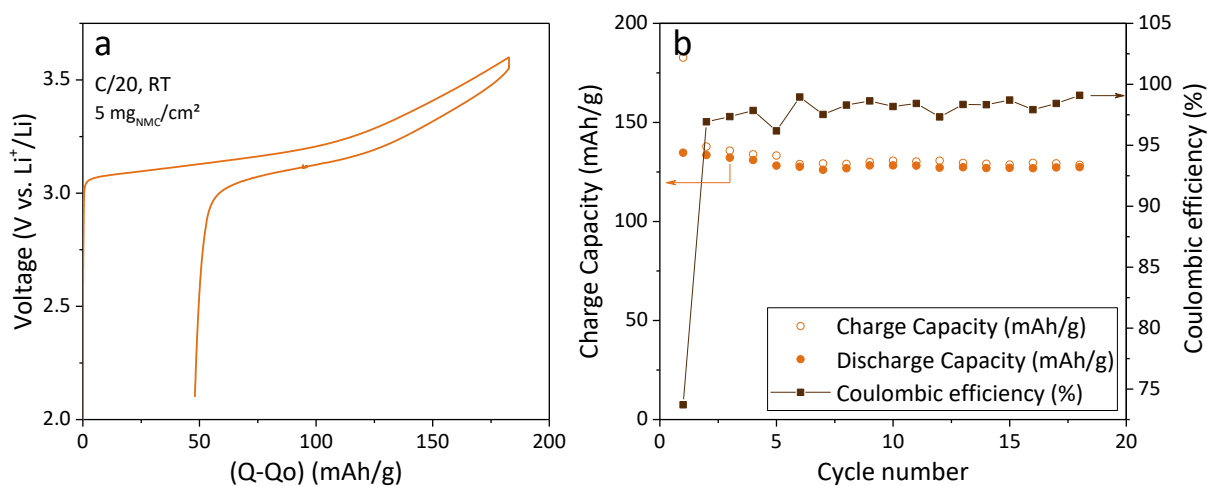 a
C/20, RT
5 mgNMC/cm²
Voltage (V vs. Li⁺/Li)
3.5
3.0
2.5
2.0
0
50
100
150
200
(Q-Qo) (mAh/g)
b
Charge Capacity (mAh/g)
200
150
100
50
0
105
100
95
90
85
80
75
Coulombic efficiency (%)
Charge Capacity (mAh/g)
Discharge Capacity (mAh/g)
Coulombic efficiency (%)
0
5
10
15
20
Cycle number